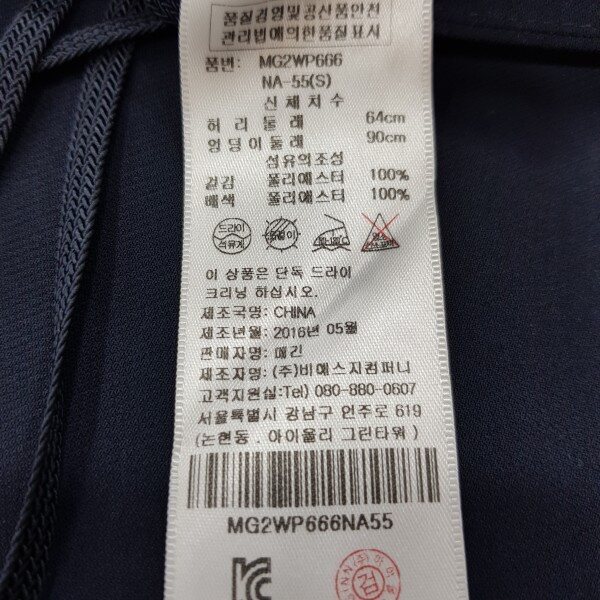 품질경영및공산품안전
관리법에의한품질표시
품번: MG2WP666
NA-55(S)
신체치수
허리둘레 64cm
엉덩이둘레 90cm
섬유의조성
겉감 폴리에스터 100%
배색 폴리에스터 100%
드라이
석유계
이 상품은 단독 드라이
크리닝 하십시오.
제조국명: CHINA
제조년월: 2016년 05월
판매자명: 매긴
제조자명: (주)비에스지컴퍼니
고객지원실:Tel) 080-880-0607
서울특별시 강남구 언주로 619
(논현동 . 아이울리 그린타워 )
MG2WP666NA55
검